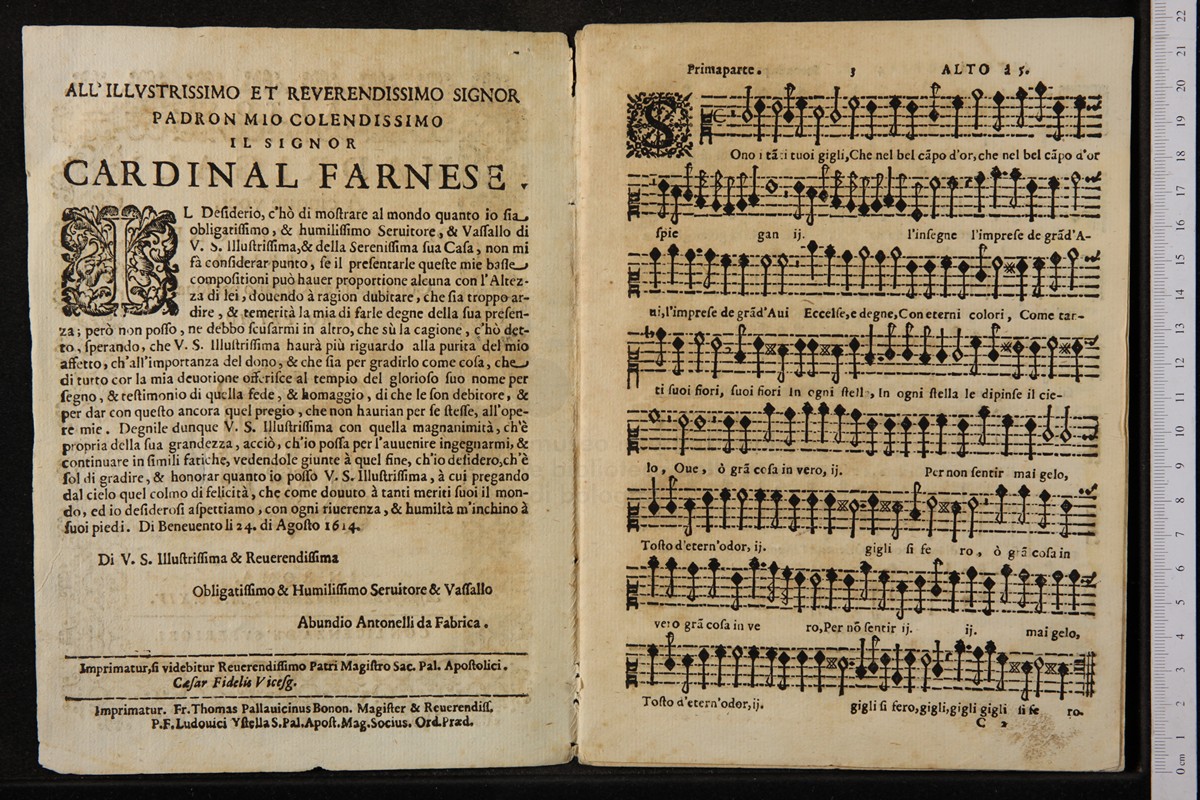 ALL'ILLVSTRISSIMO ET REVERENDISSIMO SIGNOR
PADRON MIO COLENDISSIMO
IL SIGNOR
CARDINAL FARNESE.
IL Deſiderio, c'hò di moſtrare al mondo quanto io ſia
obligatiſſimo, & humiliſſimo Seruitore, & Vaſſallo di
V. S. Illuſtriſſima,& della Sereniſſima ſua Caſa, non mi
fà conſiderar punto, ſe il preſentarle queſte mie baſſe
compoſitioni può hauer proportione alcuna con l'Altez-
za di lei, douendo à ragion dubitare, che ſia troppo ar-
dire, & temerità la mia di farle degne della ſua preſen-
za; però non poſſo, ne debbo ſcuſarmi in altro, che sù la cagione, c'hò det-
to, ſperando, che V. S. Illuſtriſſima haurà più riguardo alla purità del mio
affetto, ch'all'importanza del dono, & che ſia per gradirlo come coſa, che
di tutto cor la mia deuotione offeriſce al tempio del glorioſo ſuo nome per
ſegno, & teſtimonio di quella fede, & homaggio, di che le ſon debitore, &
per dar con queſto ancora quel pregio, che non haurian per ſe ſteſſe, all'ope-
re mie. Degnile dunque V. S. Illuſtriſſima con quella magnanimità, ch'è
propria della ſua grandezza, acciò, ch'io poſſa per l'auuenire ingegnarmi, &
continuare in ſimili fatiche, vedendole giunte à quel fine, ch'io deſidero,ch'è
ſol di gradire, & honorar quanto io poſſo V. S. Illuſtriſſima, à cui pregando
dal cielo quel colmo di felicità, che come douuto à tanti meriti ſuoi il mon-
do, ed io deſideroſi aſpettiamo, con ogni riuerenza, & humiltà m'inchino à
ſuoi piedi. Di Beneuento li 24. di Agoſto 1614.
Di V. S. Illuſtriſſima & Reuerendiſſima
Obligatiſſimo & Humiliſſimo Seruitore & Vaſſallo
Abundio Antonelli da Fabrica.
Imprimatur,ſi videbitur Reuerendiſſimo Patri Magiſtro Sac. Pal. Apoſtolici.
Cæſar Fidelis Viceſg.
Imprimatur. Fr. Thomas Pallauicinus Bonon. Magiſter & Reuerendiſſ.
P.F. Ludouici Yſtella S. Pal. Apoſt. Mag. Socius. Ord. Præd.
Prima parte. 3 ALTO à 5.
SOno i tāti tuoi gigli,Che nel bel cāpo d'or,che nel bel cāpo d'or
ſpie gan ij. l'inſegne l'impreſe de grād'A-
ui,l'impreſe de grād'Aui Eccelſe,e degne,Con eterni colori, Come tar-
ti ſuoi fiori, ſuoi fiori In ogni ſtella, In ogni ſtella le dipinſe il cie-
lo, Oue, ò grā coſa in vero, ij. Per non ſentir mai gelo,
Toſto d'etern'odor, ij. gigli ſi fe ro, ò grā coſa in
vero grā coſa in ve ro,Per nō ſentir ij. ij. mai gelo,
Toſto d'etern'odor, ij. gigli ſi fero,gigli,gigli gigli ſi fe ro.
C 2